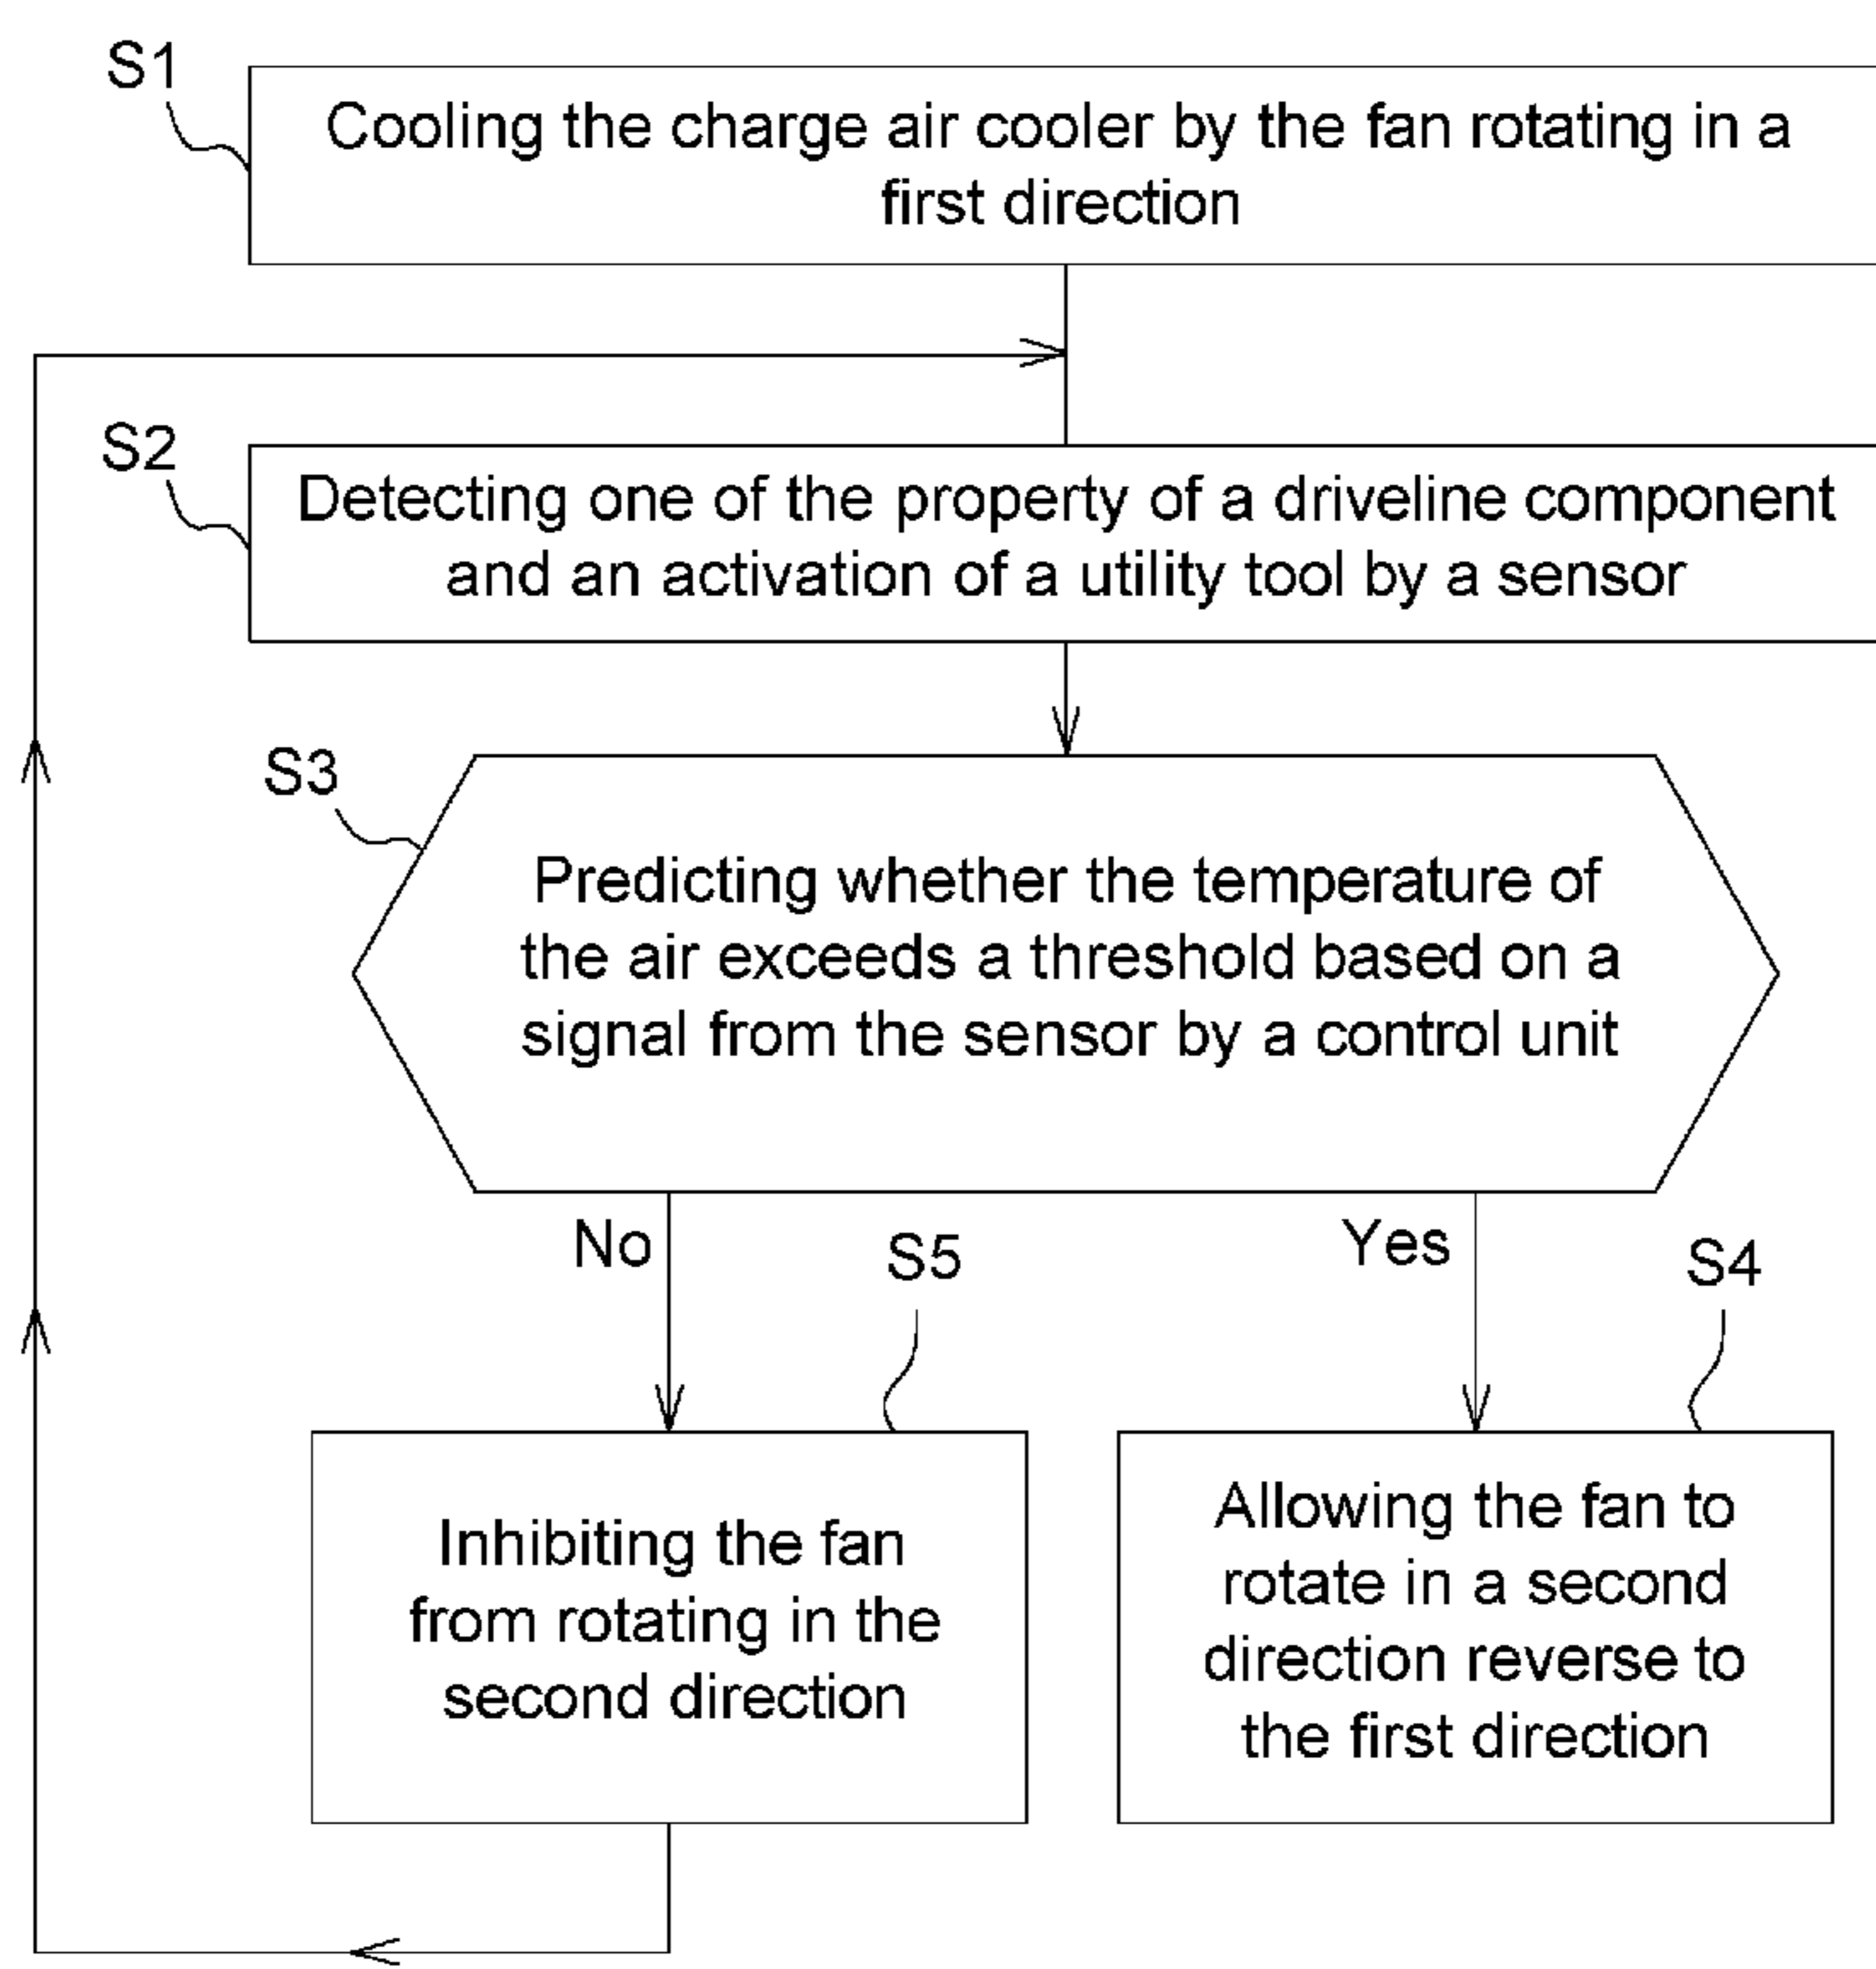 S1
Cooling the charge air cooler by the fan rotating in a
first direction
S2
Detecting one of the property of a driveline component
and an activation of a utility tool by a sensor
S3
Predicting whether the temperature of
the air exceeds a threshold based on a
signal from the sensor by a control unit
No
S5
Yes
S4
Inhibiting the fan
from rotating in the
second direction
Allowing the fan to
rotate in a second
direction reverse to
the first direction